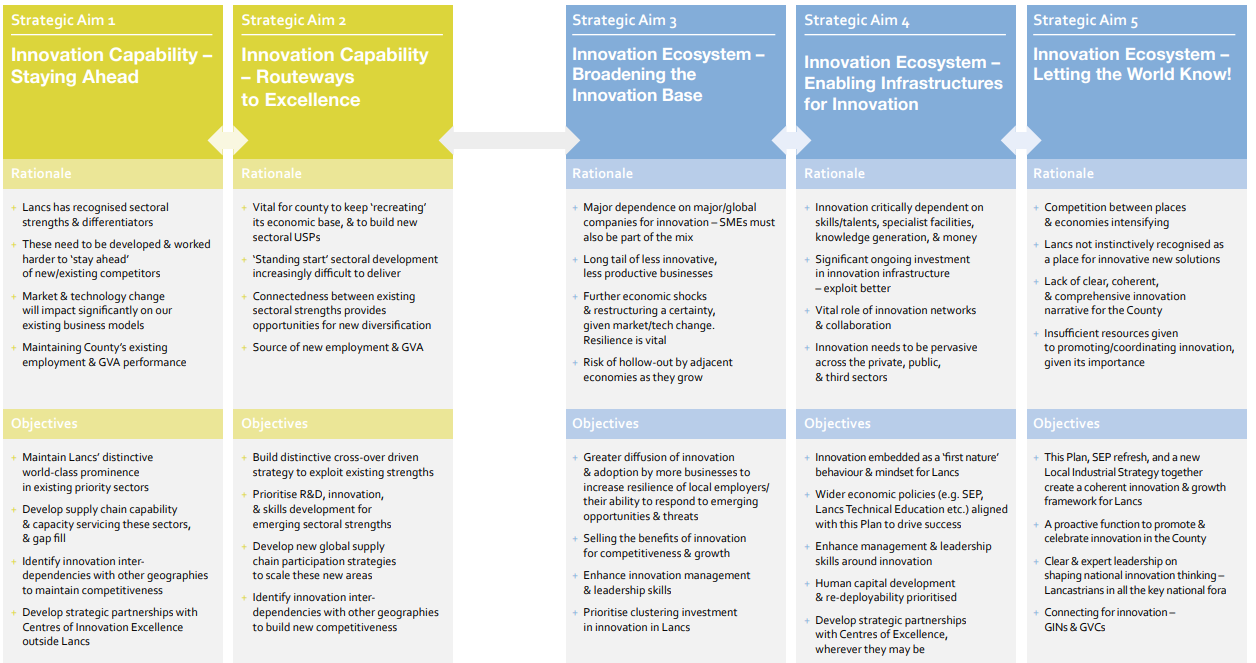 Strategic Aim 1
Innovation Capability –
Staying Ahead
Rationale
+ Lancs has recognised sectoral
strengths & differentiators
+ These need to be developed & worked
harder to ‘stay ahead’
of new/existing competitors
+ Market & technology change
will impact significantly on our
existing business models
+ Maintaining County’s existing
employment & GVA performance
Objectives
+ Maintain Lancs’ distinctive
world-class prominence
in existing priority sectors
+ Develop supply chain capability
& capacity servicing these sectors,
& gap fill
+ Identify innovation inter-
dependencies with other geographies
to maintain competitiveness
+ Develop strategic partnerships with
Centres of Innovation Excellence
outside Lancs
Strategic Aim 2
Innovation Capability
– Routeways
to Excellence
Rationale
+ Vital for county to keep ‘recreating’
its economic base, & to build new
sectoral USPs
+ ‘Standing start’ sectoral development
increasingly difficult to deliver
+ Connectedness between existing
sectoral strengths provides
opportunities for new diversification
+ Source of new employment & GVA
Objectives
+ Build distinctive cross-over driven
strategy to exploit existing strengths
+ Prioritise R&D, innovation,
& skills development for
emerging sectoral strengths
+ Develop new global supply
chain participation strategies
to scale these new areas
+ Identify innovation inter-
dependencies with other geographies
to build new competitiveness
Strategic Aim 3
Innovation Ecosystem –
Broadening the
Innovation Base
Rationale
+ Major dependence on major/global
companies for innovation – SMEs must
also be part of the mix
+ Long tail of less innovative,
less productive businesses
+ Further economic shocks
& restructuring a certainty,
given market/tech change.
Resilience is vital
+ Risk of hollow-out by adjacent
economies as they grow
Objectives
+ Greater diffusion of innovation
& adoption by more businesses to
increase resilience of local employers/
their ability to respond to emerging
opportunities & threats
+ Selling the benefits of innovation
for competitiveness & growth
+ Enhance innovation management
& leadership skills
+ Prioritise clustering investment
in innovation in Lancs
Strategic Aim 4
Innovation Ecosystem –
Enabling Infrastructures
for Innovation
Rationale
+ Innovation critically dependent on
skills/talents, specialist facilities,
knowledge generation, & money
+ Significant ongoing investment
in innovation infrastructure
– exploit better
+ Vital role of innovation networks
& collaboration
+ Innovation needs to be pervasive
across the private, public,
& third sectors
Objectives
+ Innovation embedded as a ‘first nature’
behaviour & mindset for Lancs
+ Wider economic policies (e.g. SEP,
Lancs Technical Education etc.) aligned
with this Plan to drive success
+ Enhance management & leadership
skills around innovation
+ Human capital development
& re-deployability prioritised
+ Develop strategic partnerships
with Centres of Excellence,
wherever they may be
Strategic Aim 5
Innovation Ecosystem –
Letting the World Know!
Rationale
+ Competition between places
& economies intensifying
+ Lancs not instinctively recognised as
a place for innovative new solutions
+ Lack of clear, coherent,
& comprehensive innovation
narrative for the County
+ Insufficient resources given
to promoting/coordinating innovation,
given its importance
Objectives
+ This Plan, SEP refresh, and a new
Local Industrial Strategy together
create a coherent innovation & growth
framework for Lancs
+ A proactive function to promote &
celebrate innovation in the County
+ Clear & expert leadership on
shaping national innovation thinking –
Lancastrians in all the key national fora
+ Connecting for innovation –
GINs & GVCs